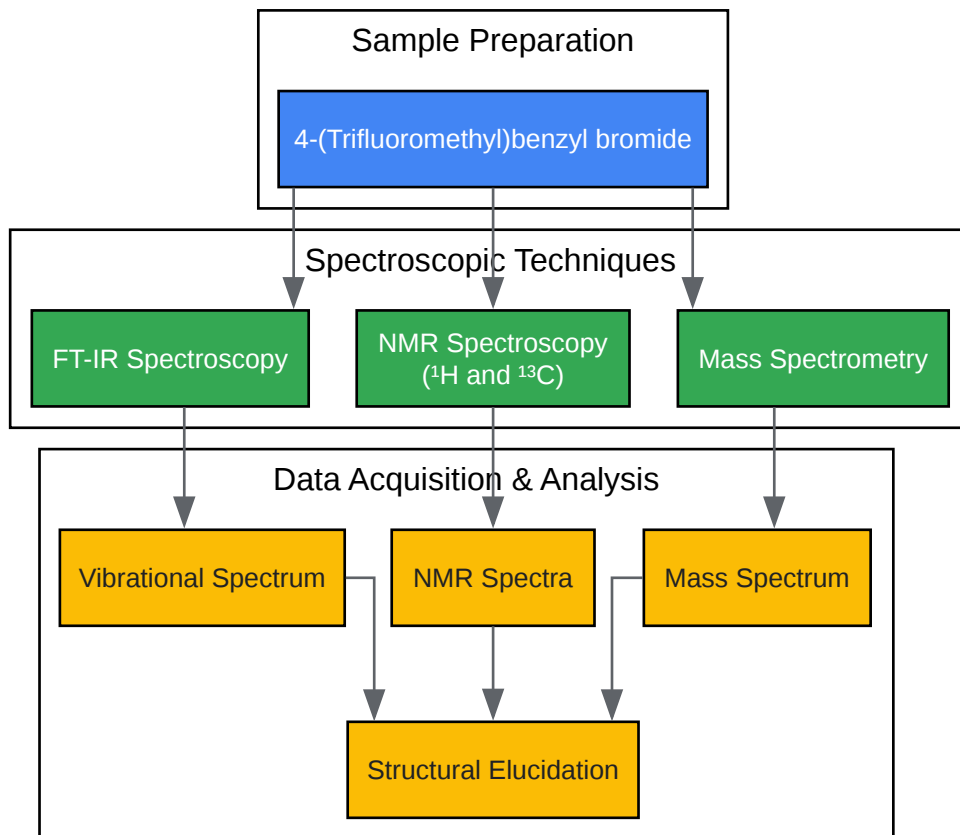 Sample Preparation
4-(Trifluoromethyl)benzyl bromide
Spectroscopic Techniques
FT-IR Spectroscopy
NMR Spectroscopy
(¹H and ¹³C)
Mass Spectrometry
Data Acquisition & Analysis
Vibrational Spectrum
NMR Spectra
Mass Spectrum
Structural Elucidation